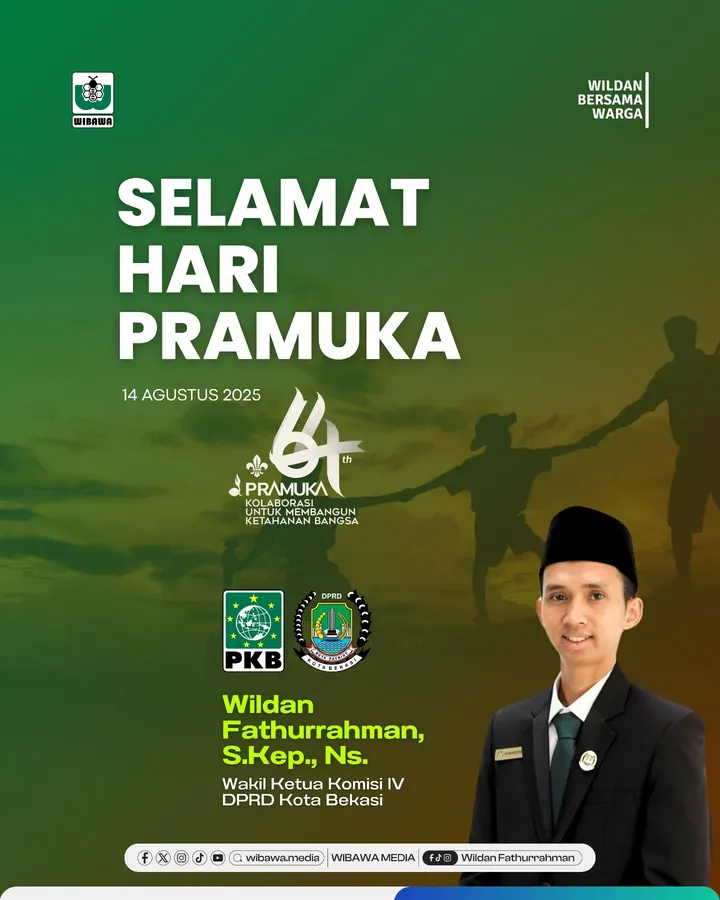 WIBAWA
WILDAN
BERSAMA
WARGA
SELAMAT
HARI
PRAMUKA
14 AGUSTUS 2025
64th
PRAMUKA
KOLABORASI
UNTUK MEMBANGUN
KETAHANAN BANGSA
PKB
DPRD
KOTA BEKASI
Wildan
Fathurrahman,
S.Kep., Ns.
Wakil Ketua Komisi IV
DPRD Kota Bekasi
wibawa.media
WIBAWA MEDIA
Wildan Fathurrahman